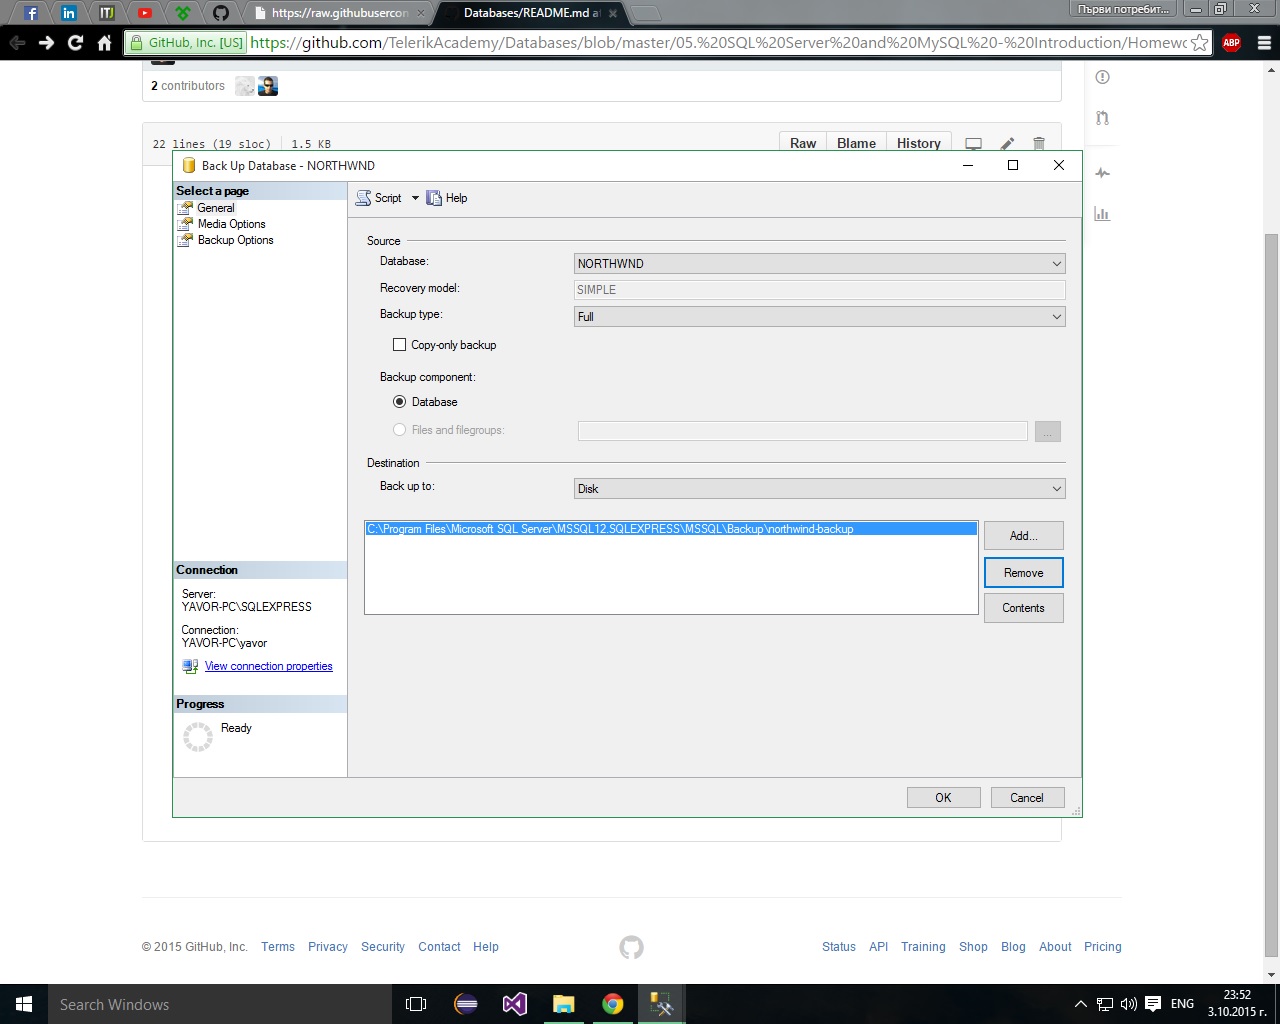 https://raw.githubusercon
Databases/README.md a
Първи потребит...
GitHub, Inc. [US] https://github.com/TelerikAcademy/Databases/blob/master/05.%20SQL%20Server%20and%20MySQL%20-%20Introduction/Homewo
ABP
2 contributors
22 lines (19 sloc) 1.5 KB
Raw Blame History
Back Up Database - NORTHWND
Select a page
General
Media Options
Backup Options
Script Help
Source
Database: NORTHWND
Recovery model: SIMPLE
Backup type: Full
Copy-only backup
Backup component:
Database
Files and filegroups: ...
Destination
Back up to: Disk
C:\Program Files\Microsoft SQL Server\MSSQL12.SQLEXPRESS\MSSQL\Backup\northwind-backup
Add...
Remove
Contents
Connection
Server:
YAVOR-PC\SQLEXPRESS
Connection:
YAVOR-PC\yavor
View connection properties
Progress
Ready
OK Cancel
© 2015 GitHub, Inc. Terms Privacy Security Contact Help
Status API Training Shop Blog About Pricing
Search Windows
ENG
23:52
3.10.2015 г.